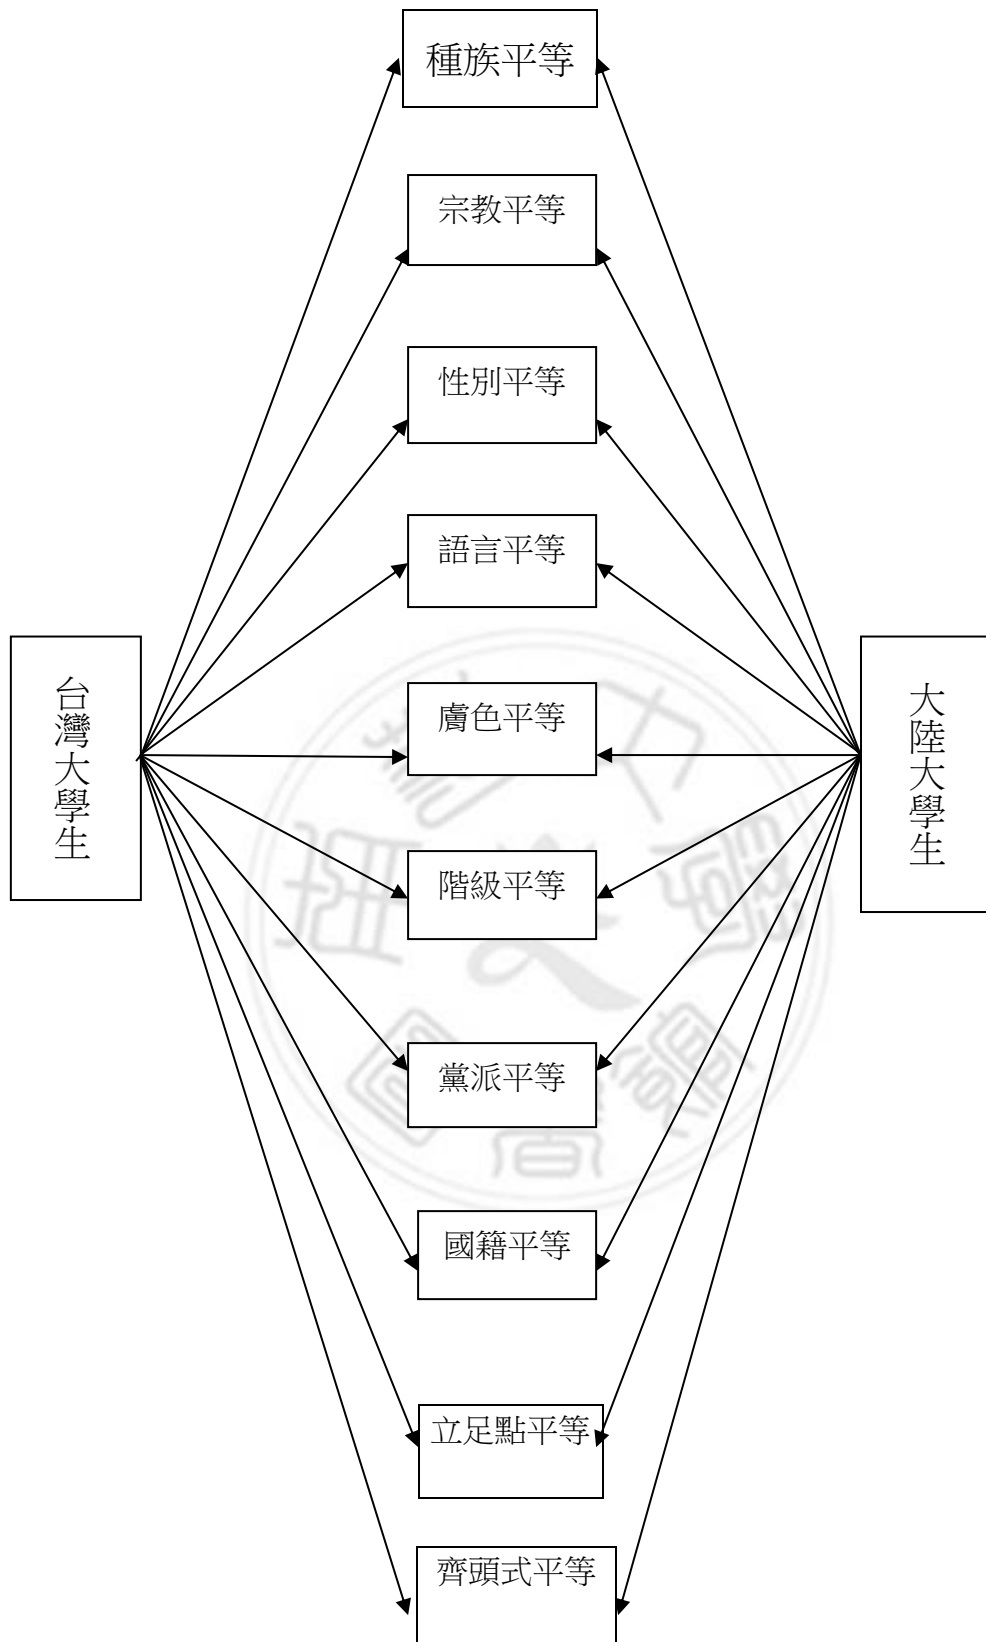 種族平等
宗教平等
性別平等
語言平等
台灣大學生
大陸大學生
膚色平等
階級平等
黨派平等
國籍平等
立足點平等
齊頭式平等